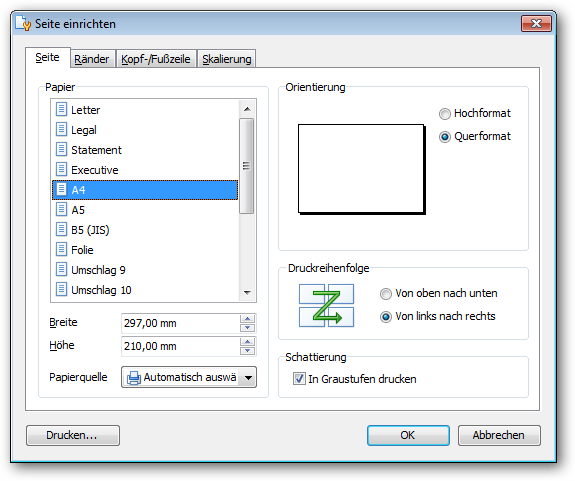 Seite einrichten
Seite Ränder Kopf-/Fußzeile Skalierung
Papier
Letter
Legal
Statement
Executive
A4
A5
B5 (JIS)
Folie
Umschlag 9
Umschlag 10
Breite 297,00 mm
Höhe 210,00 mm
Papierquelle Automatisch auswä
Orientierung
Hochformat
Querformat
Druckreihenfolge
Von oben nach unten
Von links nach rechts
Schattierung
In Graustufen drucken
Drucken... OK Abbrechen